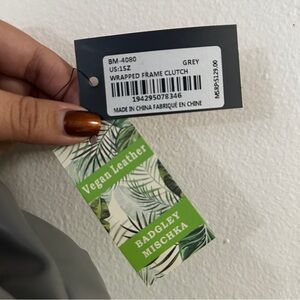 BM-4080 GREY
US:1SZ
WRAPPED FRAME CLUTCH
194295078346
MADE IN CHINA FABRIQUÉ EN CHINE
MSRP$129.00
Vegan Leather
BADGLEY
MISCHKA